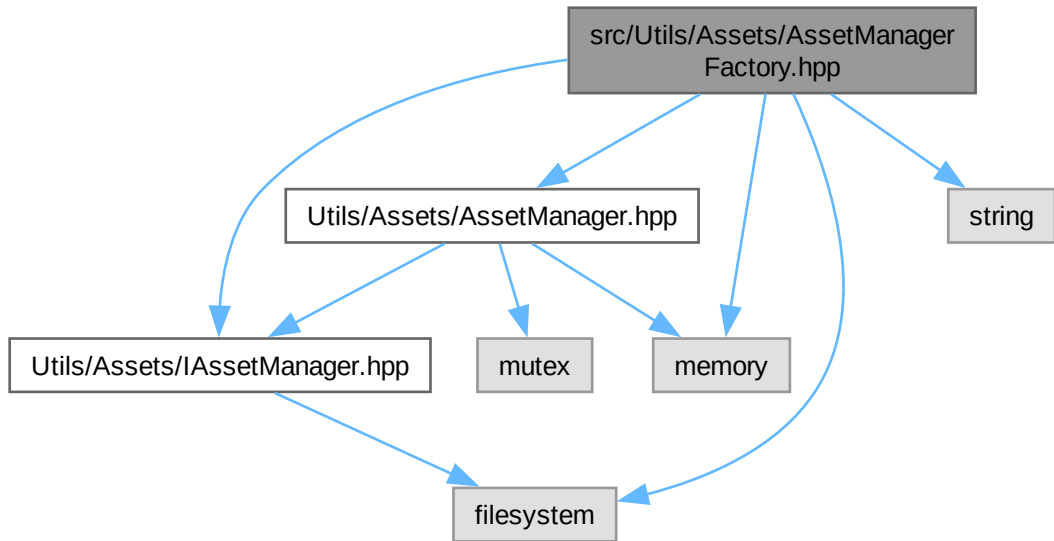 src/Utils/Assets/AssetManager
Factory.hpp
Utils/Assets/AssetManager.hpp
string
Utils/Assets/IAssetManager.hpp
mutex
memory
filesystem